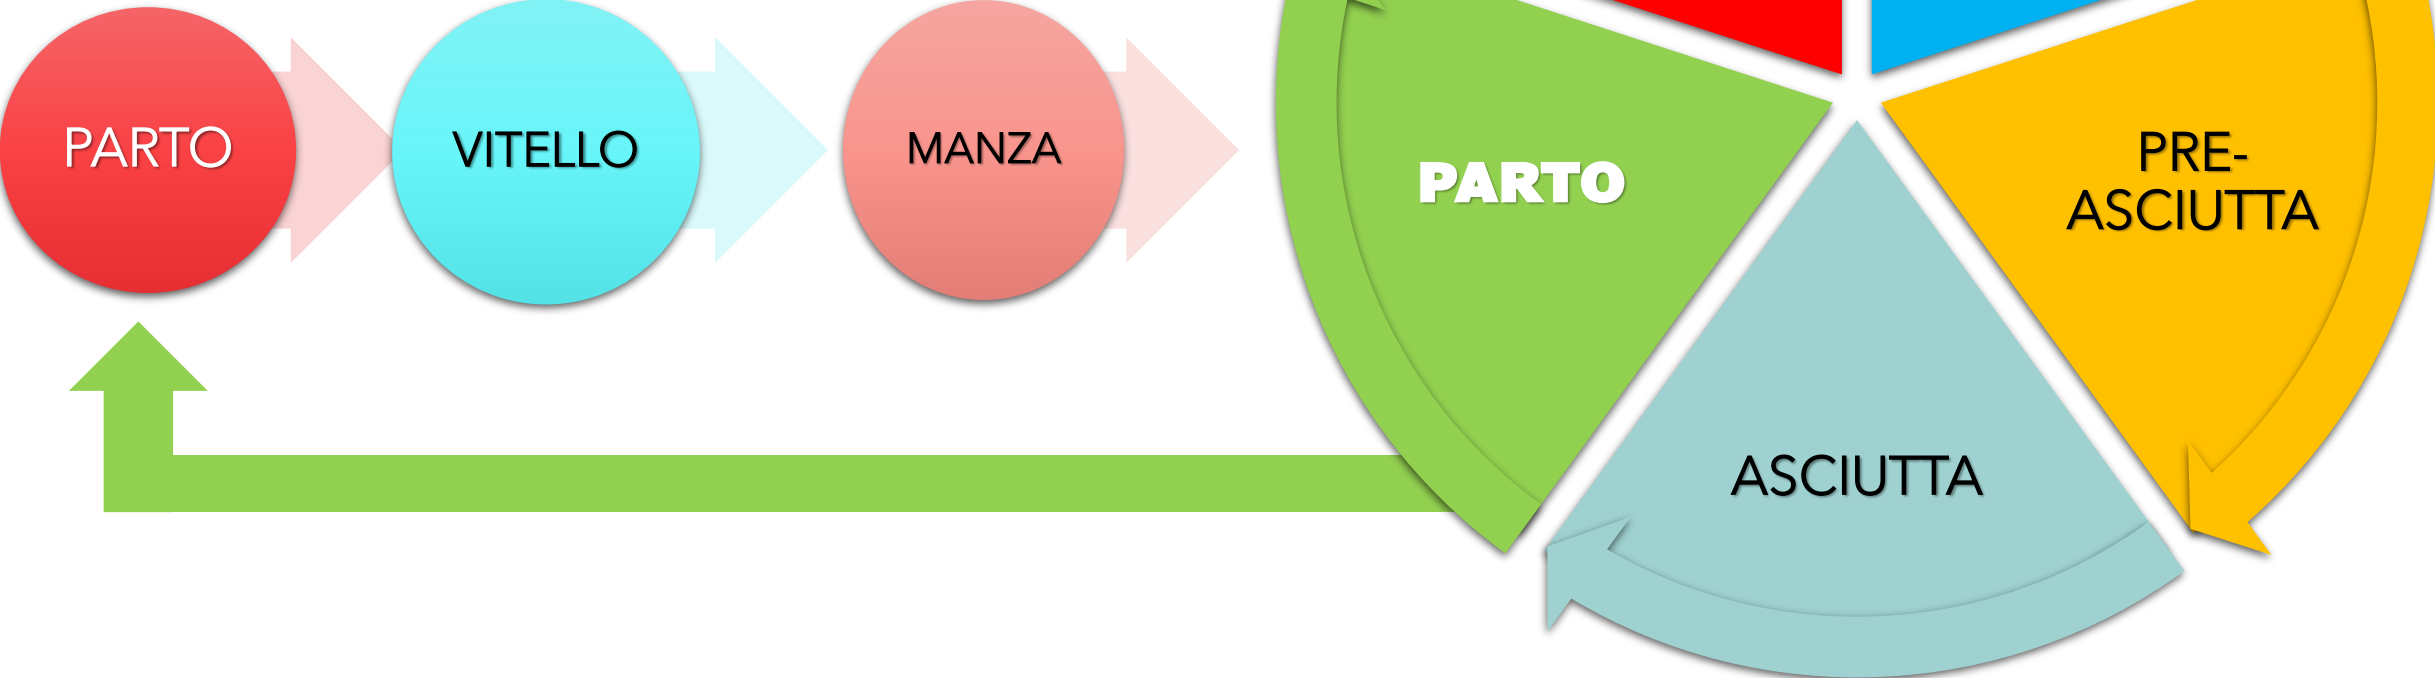 PARTO
VITELLO
MANZA
PARTO
PRE-
ASCIUTTA
ASCIUTTA